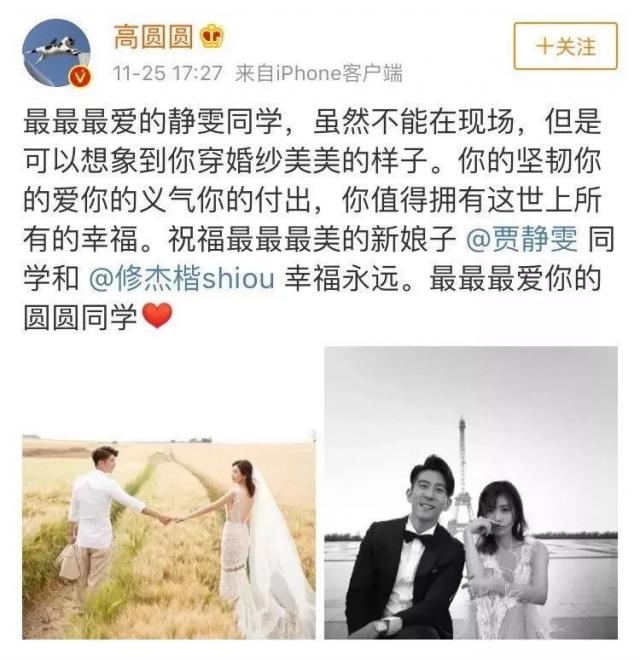 高圆圆
11-25 17:27 来自iPhone客户端
+关注
最最最爱的静雯同学，虽然不能在现场，但是
可以想象到你穿婚纱美美的样子。你的坚韧你
的爱你的义气你的付出，你值得拥有这世上所
有的幸福。祝福最最最美的新娘子 @贾静雯 同
学和 @修杰楷shiou 幸福永远。最最最爱你的
圆圆同学❤️